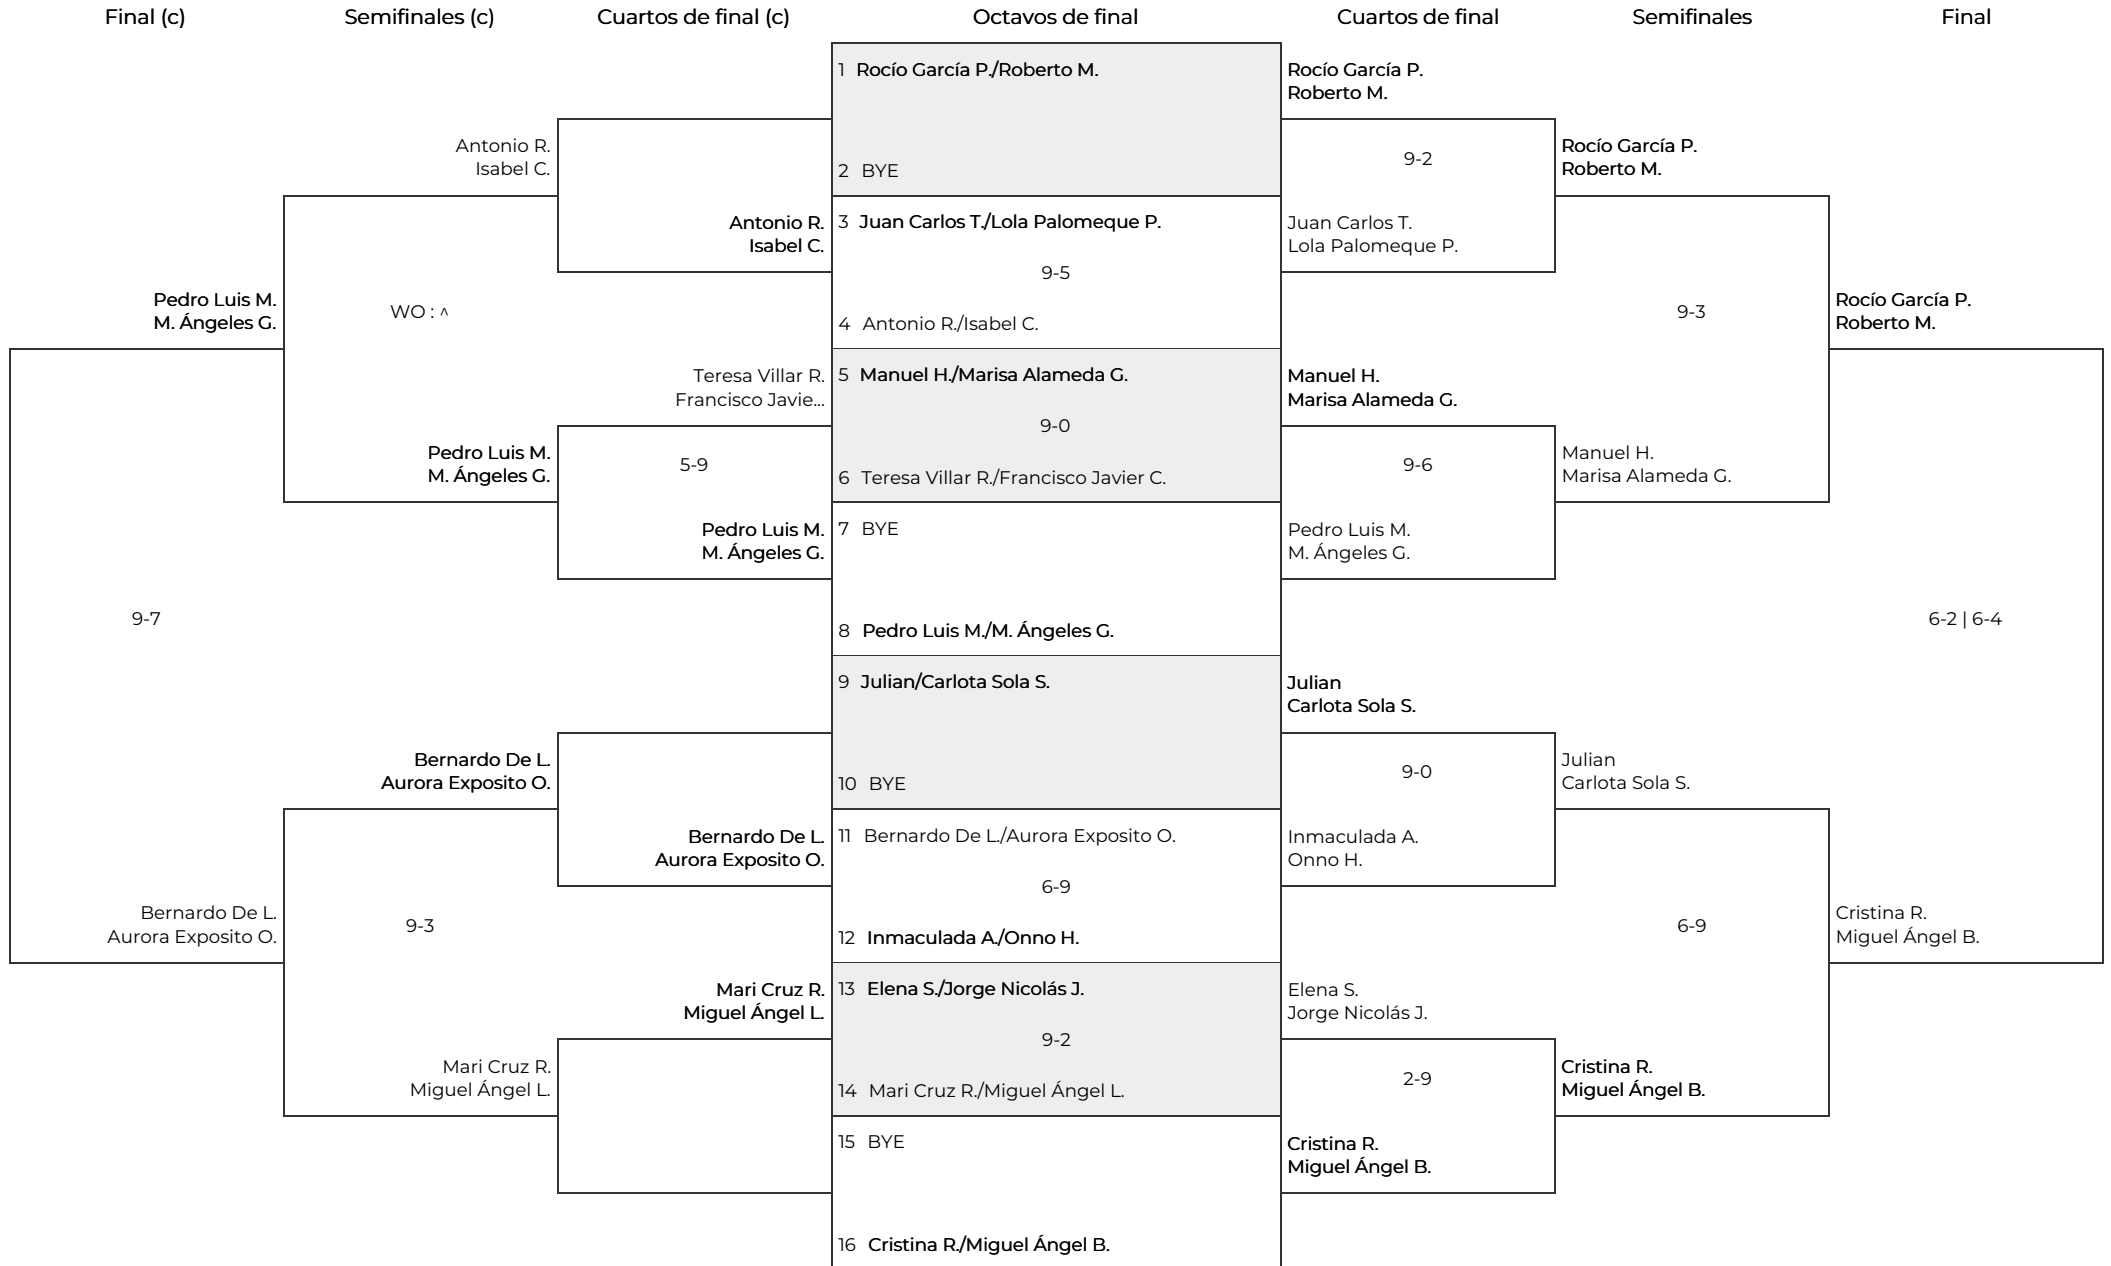 Final (c)
Semifinales (c)
Cuartos de final (c)
Octavos de final
Cuartos de final
Semifinales
Final
Pedro Luis M.
M. Ángeles G.
9-7
Bernardo De L.
Aurora Exposito O.
Antonio R.
Isabel C.
WO : ^
Pedro Luis M.
M. Ángeles G.
Bernardo De L.
Aurora Exposito O.
9-3
Mari Cruz R.
Miguel Ángel L.
Antonio R.
Isabel C.
Teresa Villar R.
Francisco Javie...
5-9
Pedro Luis M.
M. Ángeles G.
Bernardo De L.
Aurora Exposito O.
Mari Cruz R.
Miguel Ángel L.
1 Rocío García P./Roberto M.
2 BYE
3 Juan Carlos T./Lola Palomeque P.
9-5
4 Antonio R./Isabel C.
5 Manuel H./Marisa Alameda G.
9-0
6 Teresa Villar R./Francisco Javier C.
7 BYE
8 Pedro Luis M./M. Ángeles G.
9 Julian/Carlota Sola S.
10 BYE
11 Bernardo De L./Aurora Exposito O.
6-9
12 Inmaculada A./Onno H.
13 Elena S./Jorge Nicolás J.
9-2
14 Mari Cruz R./Miguel Ángel L.
15 BYE
16 Cristina R./Miguel Ángel B.
Rocío García P.
Roberto M.
9-2
Juan Carlos T.
Lola Palomeque P.
Manuel H.
Marisa Alameda G.
9-6
Pedro Luis M.
M. Ángeles G.
Julian
Carlota Sola S.
9-0
Inmaculada A.
Onno H.
Elena S.
Jorge Nicolás J.
2-9
Cristina R.
Miguel Ángel B.
Rocío García P.
Roberto M.
9-3
Manuel H.
Marisa Alameda G.
Julian
Carlota Sola S.
6-9
Cristina R.
Miguel Ángel B.
Rocío García P.
Roberto M.
6-2 | 6-4
Cristina R.
Miguel Ángel B.